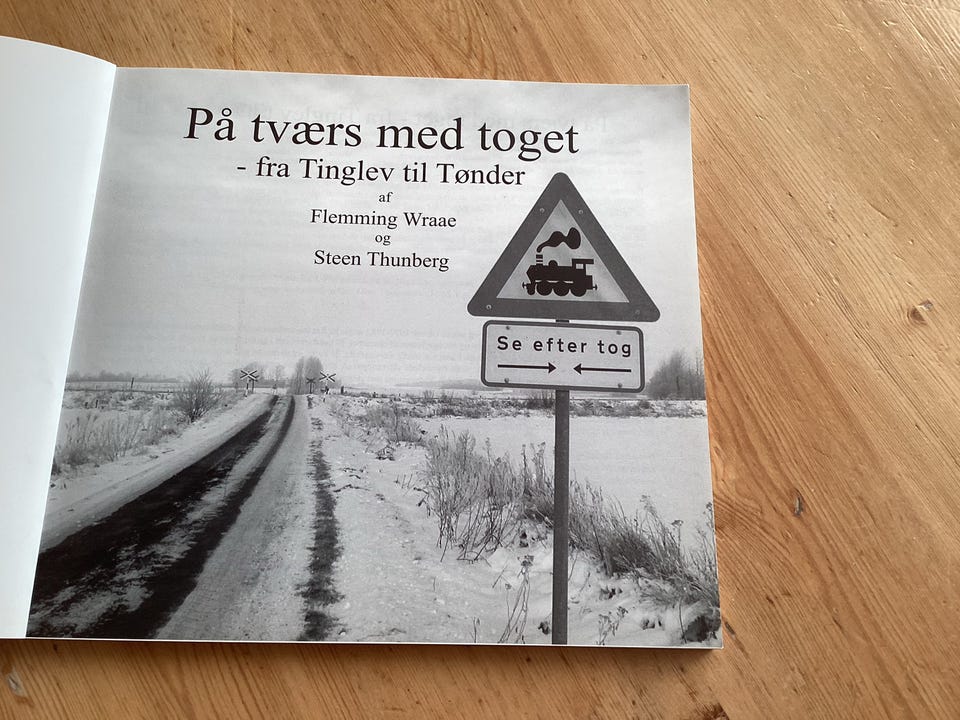 På tværs med toget
- fra Tinglev til Tønder
af
Flemming Wraae
og
Steen Thunberg
Se efter tog